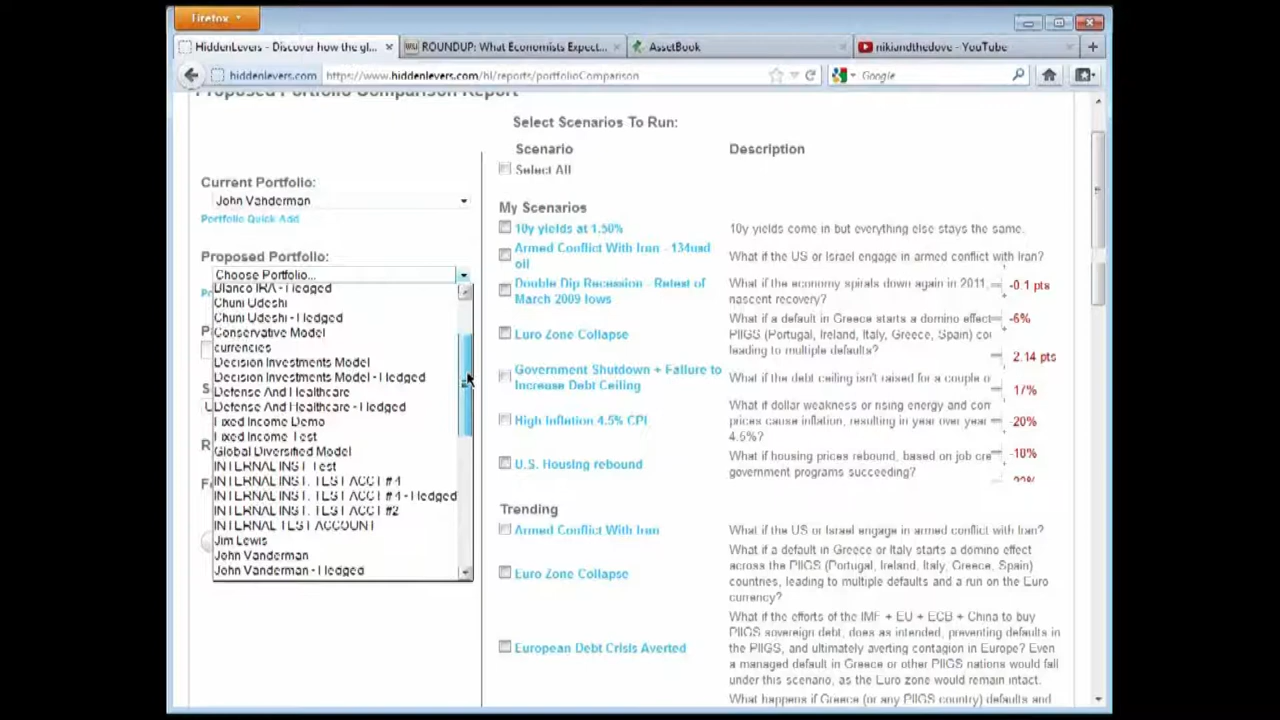 Firefox
HiddenLevers - Discover how the gl...
ROUNDUP: What Economists Expect...
AssetBook
nikiandthedove - YouTube
hiddenlevers.com
https://www.hiddenlevers.com/hl/reports/portfolioComparison
Google
Proposed Portfolio Comparison Report
Select Scenarios To Run:
Scenario
Description
Select All
Current Portfolio:
John Vanderman
Portfolio Quick Add
Proposed Portfolio:
Choose Portfolio...
Blanco IRA - Hedged
Chuni Udeshi
Chuni Udeshi - Hedged
Conservative Model
currencies
Decision Investments Model
Decision Investments Model - Hedged
Defense And Healthcare
Defense And Healthcare - Hedged
Fixed Income Demo
Fixed Income Test
Global Diversified Model
INTERNAL INST Test
INTERNAL INST. TEST ACCT #4
INTERNAL INST. TEST ACCT #4 - Hedged
INTERNAL INST. TEST ACCT #2
INTERNAL TEST ACCOUNT
Jim Lewis
John Vanderman
John Vanderman - Hedged
My Scenarios
10y yields at 1.50%
10y yields come in but everything else stays the same.
Armed Conflict With Iran - 134usd
oil
What if the US or Israel engage in armed conflict with Iran?
Double Dip Recession - Retest of
March 2009 lows
What if the economy spirals down again in 2011,
nascent recovery?
-0.1 pts
Euro Zone Collapse
What if a default in Greece starts a domino effect
PIIGS (Portugal, Ireland, Italy, Greece, Spain) cou
leading to multiple defaults?
-6%
2.14 pts
Government Shutdown + Failure to
Increase Debt Ceiling
What if the debt ceiling isn't raised for a couple o
17%
High Inflation 4.5% CPI
What if dollar weakness or rising energy and com
prices cause inflation, resulting in year over year
4.5%?
-20%
U.S. Housing rebound
What if housing prices rebound, based on job cre
government programs succeeding?
-10%
Trending
Armed Conflict With Iran
What if the US or Israel engage in armed conflict with Iran?
Euro Zone Collapse
What if a default in Greece or Italy starts a domino effect
across the PIIGS (Portugal, Ireland, Italy, Greece, Spain)
countries, leading to multiple defaults and a run on the Euro
currency?
European Debt Crisis Averted
What if the efforts of the IMF + EU + ECB + China to buy
PIIGS sovereign debt, does as intended, preventing defaults in
the PIIGS, and ultimately averting contagion in Europe? Even
a managed default in Greece or other PIIGS nations would fall
under this scenario, as the Euro zone would remain intact.
What happens if Greece (or any PIIGS country) defaults and